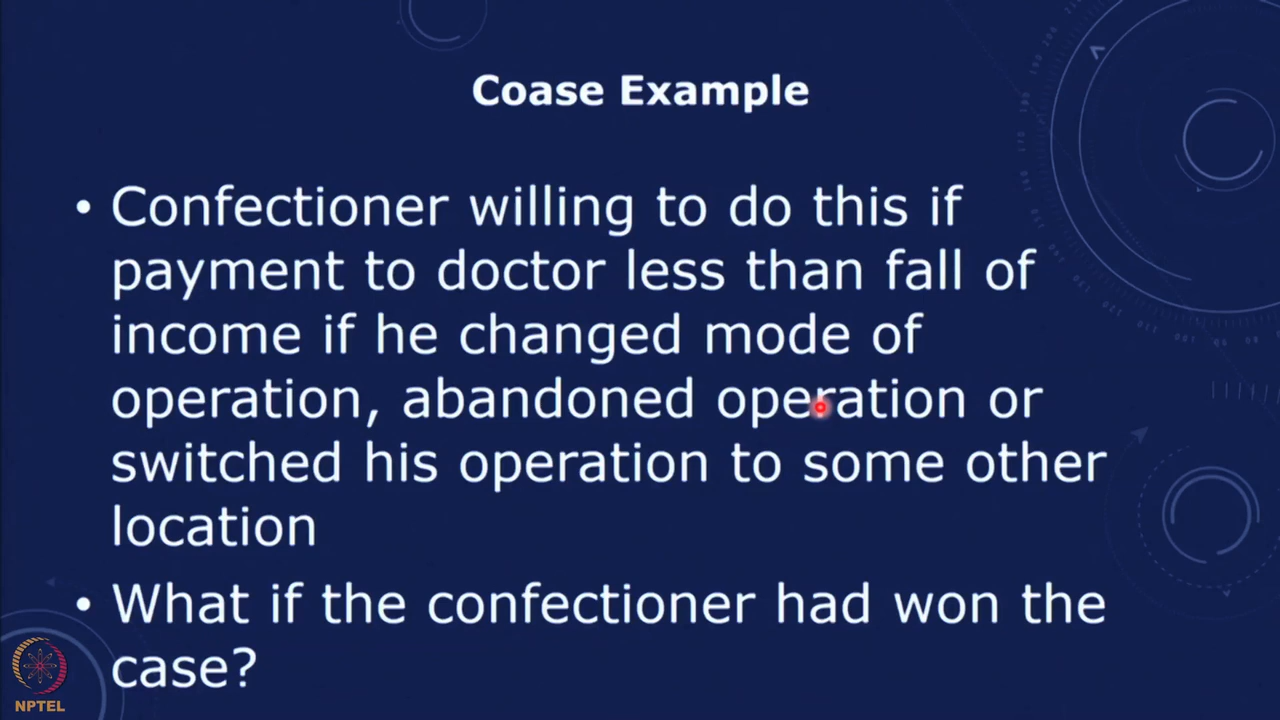 Coase Example
• Confectioner willing to do this if
payment to doctor less than fall of
income if he changed mode of
operation, abandoned operation or
switched his operation to some other
location
• What if the confectioner had won the
case?
NPTEL